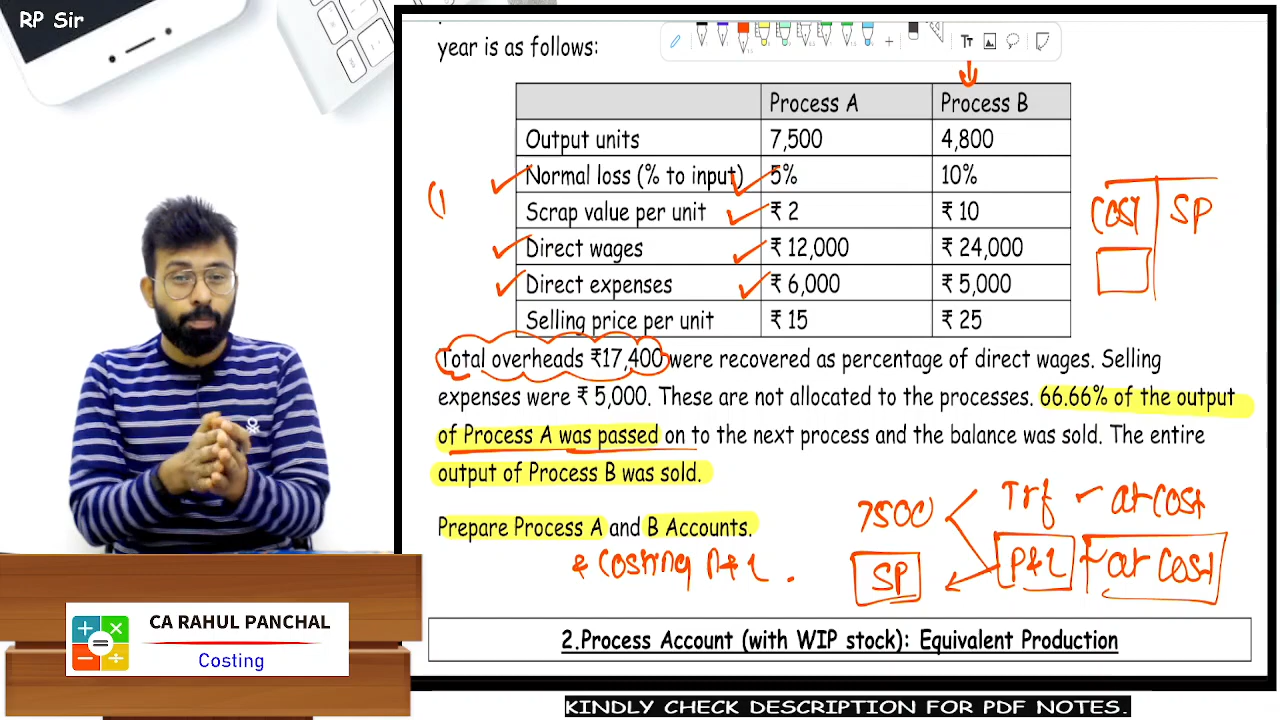 RP Sir
year is as follows:
Process A Process B
Output units 7,500 4,800
Normal loss (% to input) 5% 10%
Scrap value per unit ₹ 2 ₹ 10
Direct wages ₹ 12,000 ₹ 24,000
Direct expenses ₹ 6,000 ₹ 5,000
Selling price per unit ₹ 15 ₹ 25
Cost SP
Total overheads ₹17,400 were recovered as percentage of direct wages. Selling
expenses were ₹ 5,000. These are not allocated to the processes. 66.66% of the output
of Process A was passed on to the next process and the balance was sold. The entire
output of Process B was sold.
7500 Trf at Cost
Prepare Process A and B Accounts.
& Costing P&L.
SP P&L at Cost
2.Process Account (with WIP stock): Equivalent Production
CA RAHUL PANCHAL
Costing
KINDLY CHECK DESCRIPTION FOR PDF NOTES.